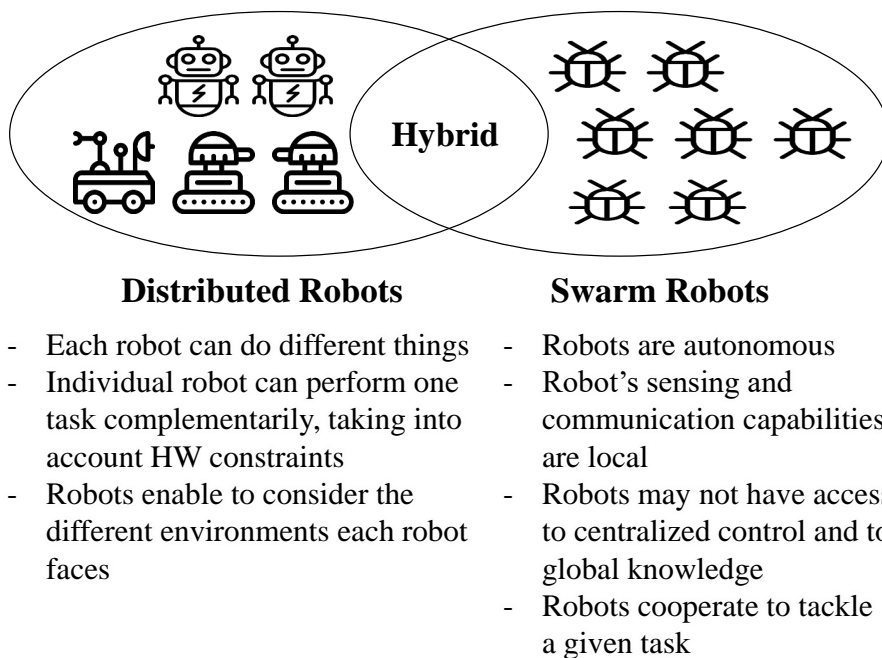 Hybrid
Distributed Robots
- Each robot can do different things
- Individual robot can perform one
task complementarily, taking into
account HW constraints
- Robots enable to consider the
different environments each robot
faces
Swarm Robots
- Robots are autonomous
- Robot's sensing and
communication capabilities
are local
- Robots may not have access
to centralized control and to
global knowledge
- Robots cooperate to tackle
a given task